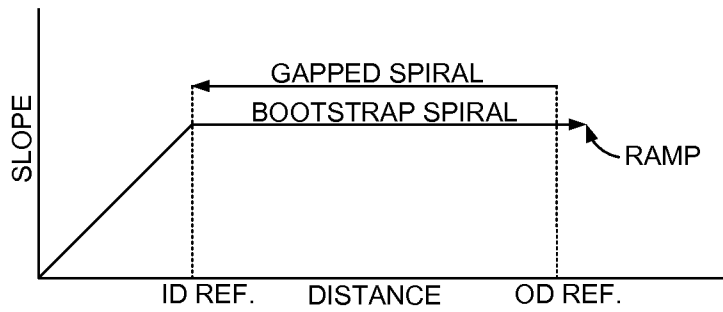 GAPPED SPIRAL
BOOTSTRAP SPIRAL
RAMP
SLOPE
ID REF.
DISTANCE
OD REF.